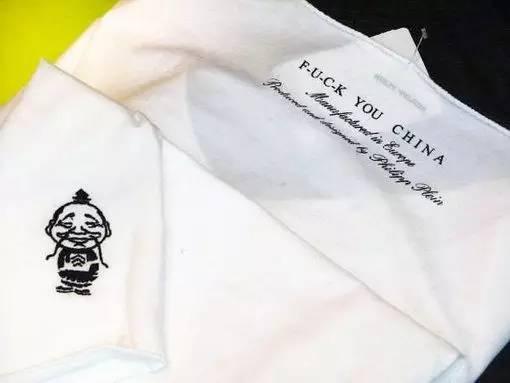 F-U-C-K YOU CHINA
Manufactured in Europe
Produced and designed by Philipp Plein